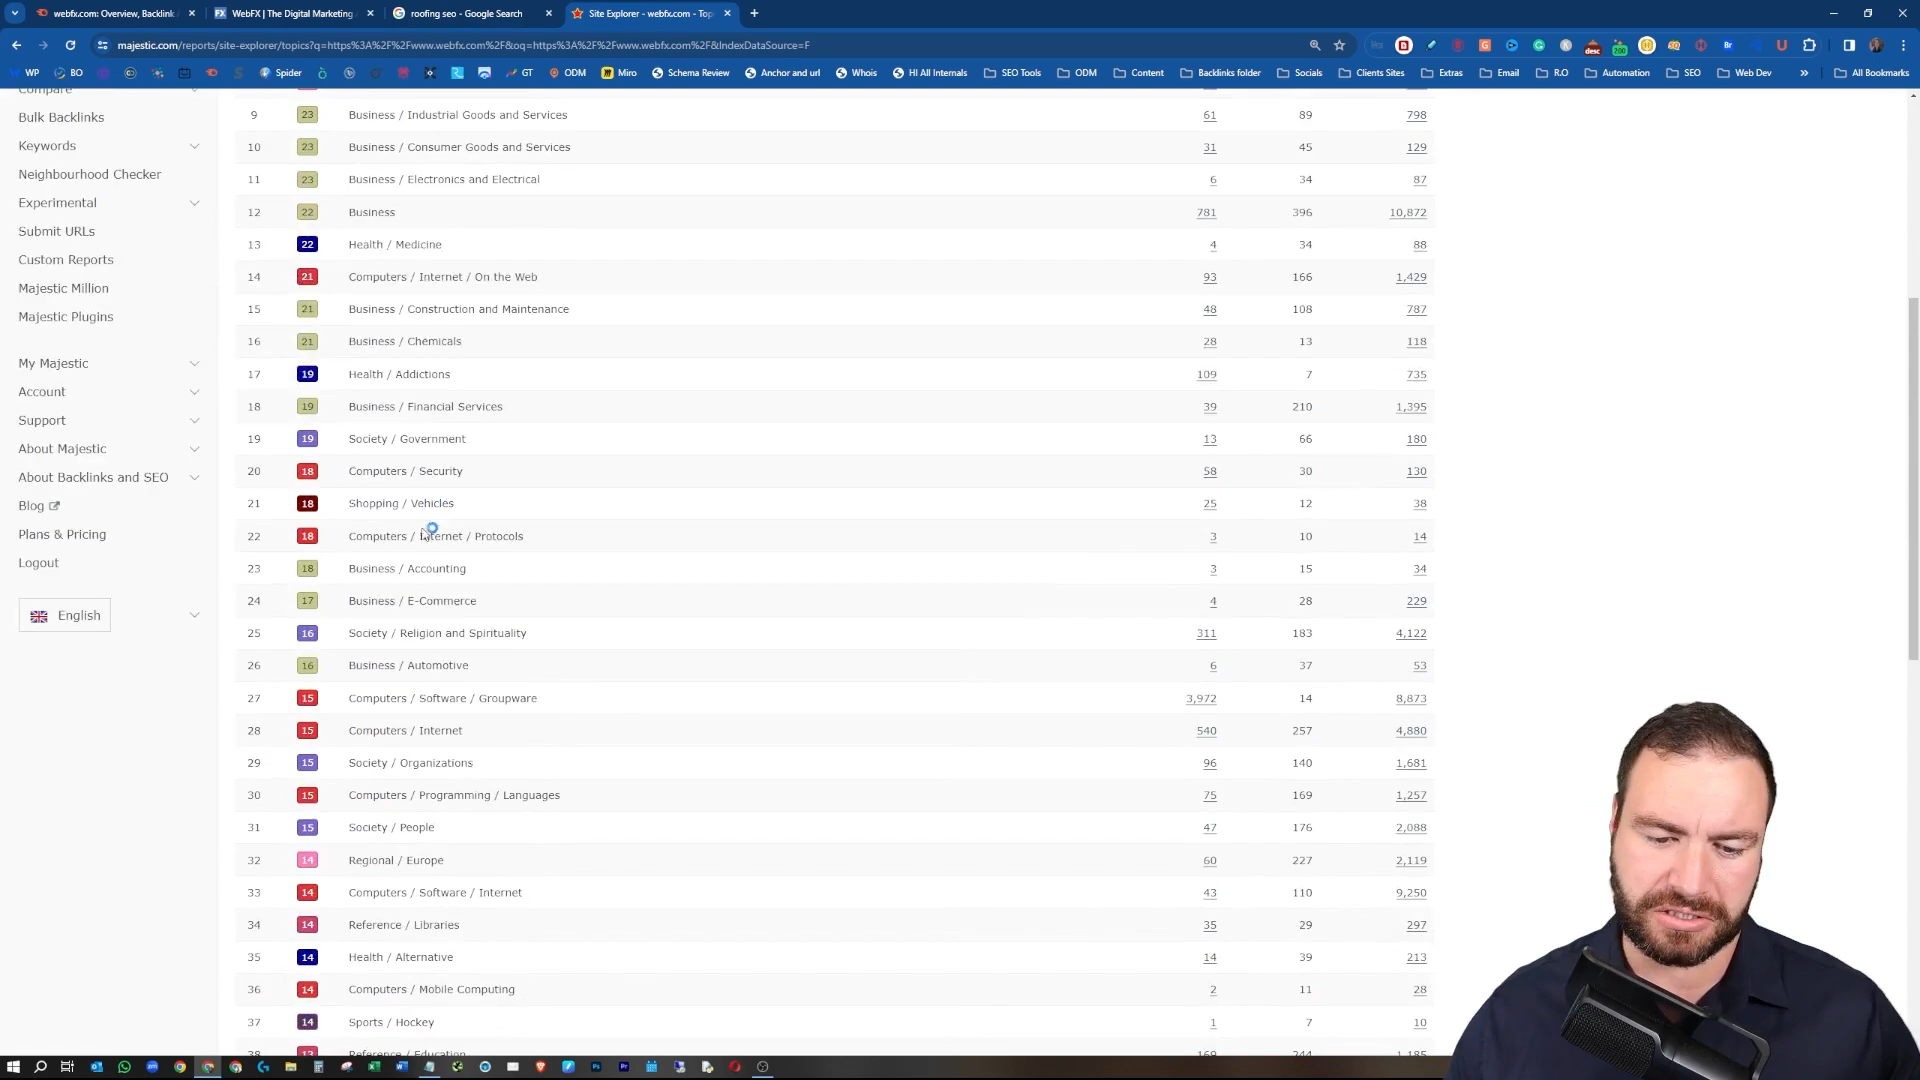 webfx.com: Overview, Backlink
WebFX | The Digital Marketing
roofing seo - Google Search
Site Explorer - webfx.com - Top
majestic.com/reports/site-explorer/topics?q=https%3A%2F%2Fwww.webfx.com%2F&oq=https%3A%2F%2Fwww.webfx.com%2F&IndexDataSource=F
WP BO Spider GT ODM Miro Schema Review Anchor and url Whois HI All Internals SEO Tools ODM Content Backlinks folder Socials Clients Sites Extras Email R.O Automation SEO Web Dev » All Bookmarks
Compare
Bulk Backlinks
Keywords
Neighbourhood Checker
Experimental
Submit URLs
Custom Reports
Majestic Million
Majestic Plugins
My Majestic
Account
Support
About Majestic
About Backlinks and SEO
Blog
Plans & Pricing
Logout
English
9 23 Business / Industrial Goods and Services 61 89 798
10 23 Business / Consumer Goods and Services 31 45 129
11 23 Business / Electronics and Electrical 6 34 87
12 22 Business 781 396 10,872
13 22 Health / Medicine 4 34 88
14 21 Computers / Internet / On the Web 93 166 1,429
15 21 Business / Construction and Maintenance 48 108 787
16 21 Business / Chemicals 28 13 118
17 19 Health / Addictions 109 7 735
18 19 Business / Financial Services 39 210 1,395
19 19 Society / Government 13 66 180
20 18 Computers / Security 58 30 130
21 18 Shopping / Vehicles 25 12 38
22 18 Computers / Internet / Protocols 3 10 14
23 18 Business / Accounting 3 15 34
24 17 Business / E-Commerce 4 28 229
25 16 Society / Religion and Spirituality 311 183 4,122
26 16 Business / Automotive 6 37 53
27 15 Computers / Software / Groupware 3,972 14 8,873
28 15 Computers / Internet 540 257 4,880
29 15 Society / Organizations 96 140 1,681
30 15 Computers / Programming / Languages 75 169 1,257
31 15 Society / People 47 176 2,088
32 14 Regional / Europe 60 227 2,119
33 14 Computers / Software / Internet 43 110 9,250
34 14 Reference / Libraries 35 29 297
35 14 Health / Alternative 14 39 213
36 14 Computers / Mobile Computing 2 11 28
37 14 Sports / Hockey 1 7 10
38 13 Reference / Education 169 244 1,185